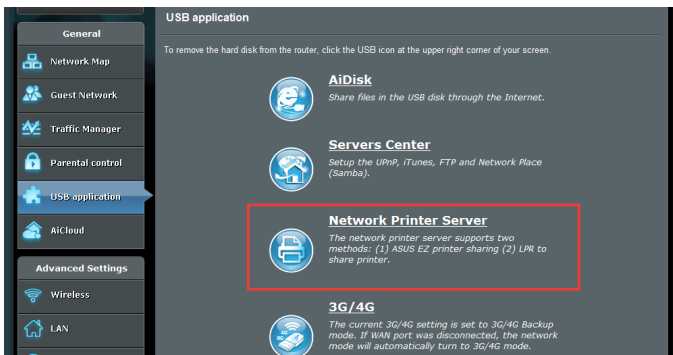 General
Network Map
Guest Network
Traffic Manager
Parental control
USB application
AiCloud
Advanced Settings
Wireless
LAN
USB application
To remove the hard disk from the router, click the USB icon at the upper right corner of your screen.
AiDisk
Share files in the USB disk through the Internet.
Servers Center
Setup the UPnP, iTunes, FTP and Network Place
(Samba).
Network Printer Server
The network printer server supports two
methods: (1) ASUS EZ printer sharing (2) LPR to
share printer.
3G/4G
The current 3G/4G setting is set to 3G/4G Backup
mode. If WAN port was disconnected, the network
mode will automatically turn to 3G/4G mode.